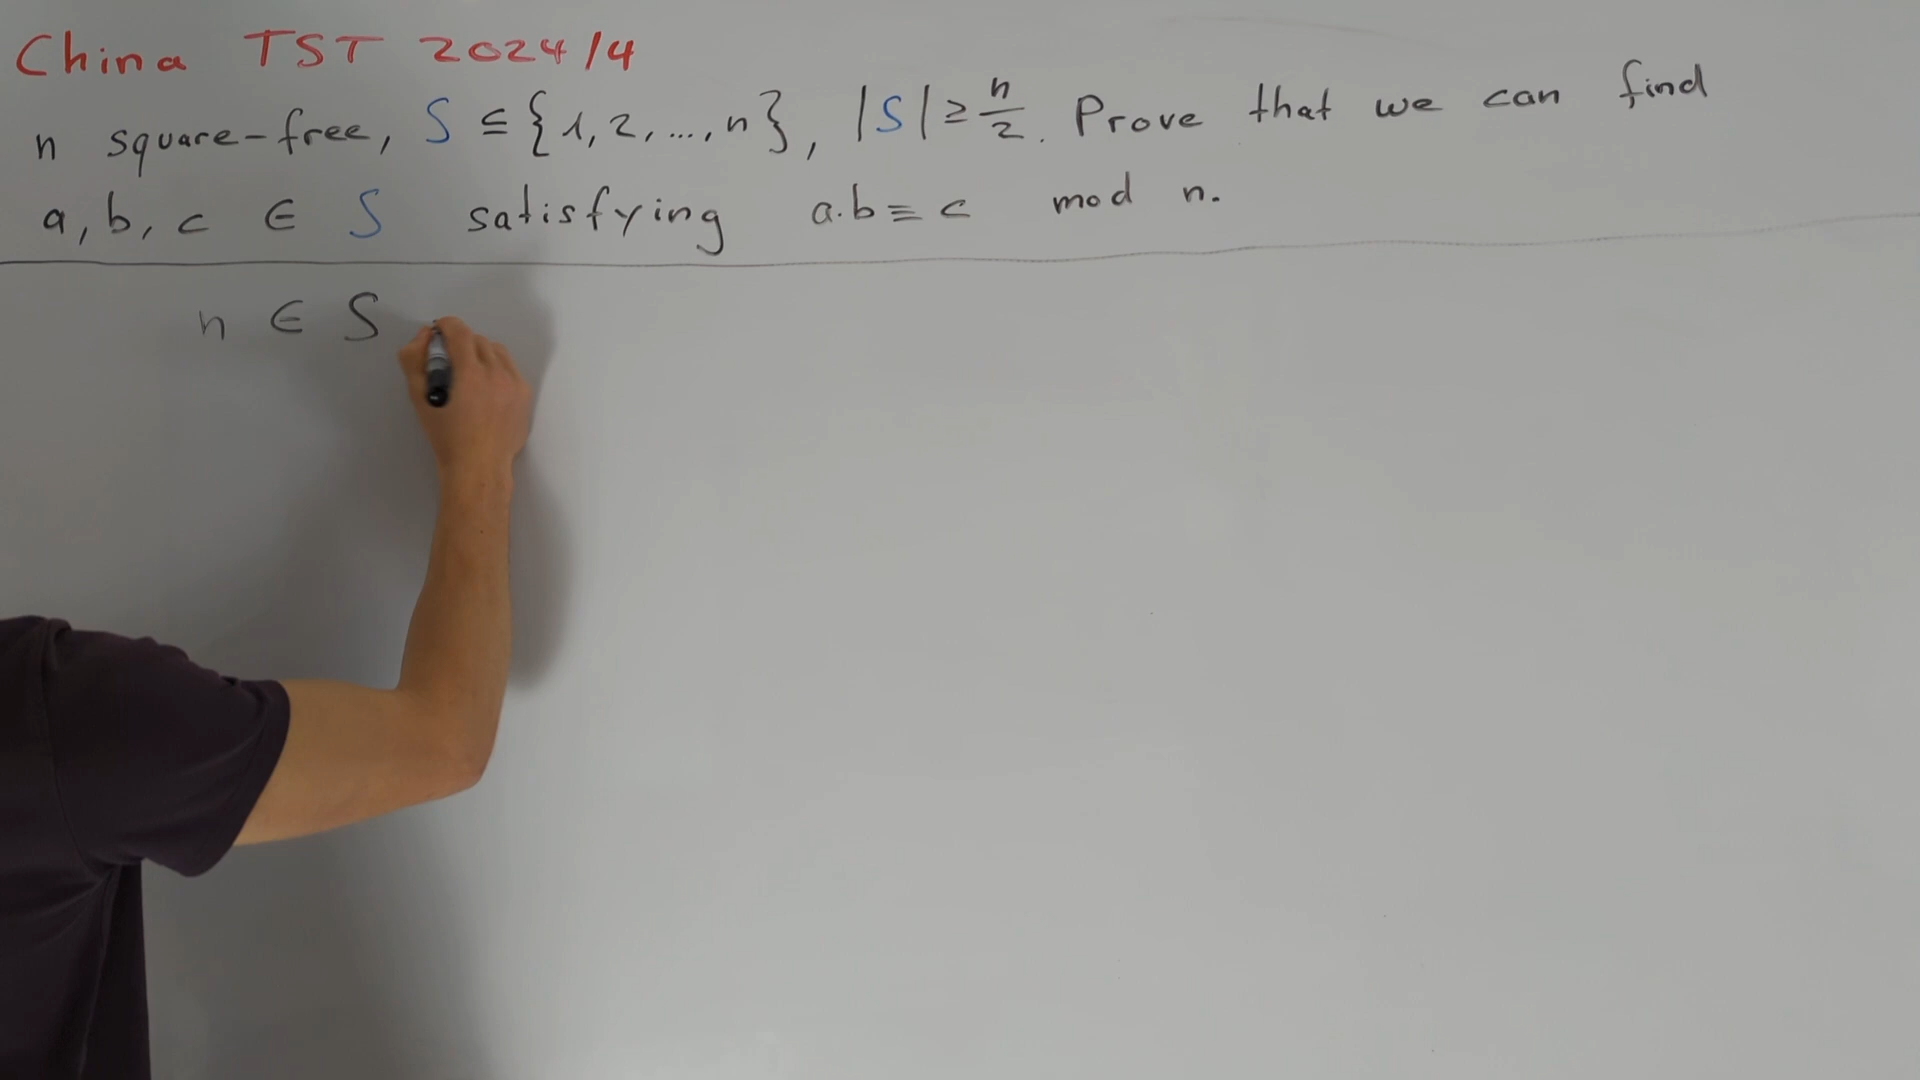 China TST 2024/4
n square-free, S ⊆ {1,2,...,n}, |S| ≥ n/2. Prove that we can find
a, b, c ∈ S satisfying a.b ≡ c mod n.
n ∈ S